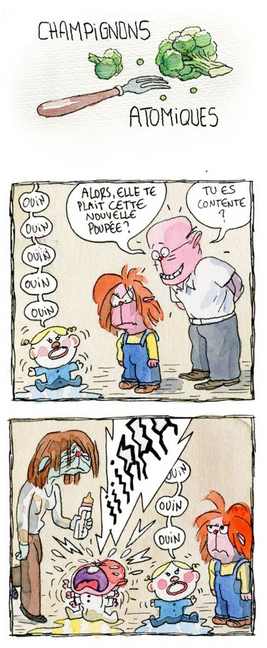 CHAMPiGNONS
ATOMiQUES
OUiN
OUiN
OUiN
OUiN
OUiN
ALORS, ELLE TE
PLAIT CETTE
NOUVELLE
POUPÉE?
TU ES
CONTENTE
?
OUiN
OUiN
OUiN